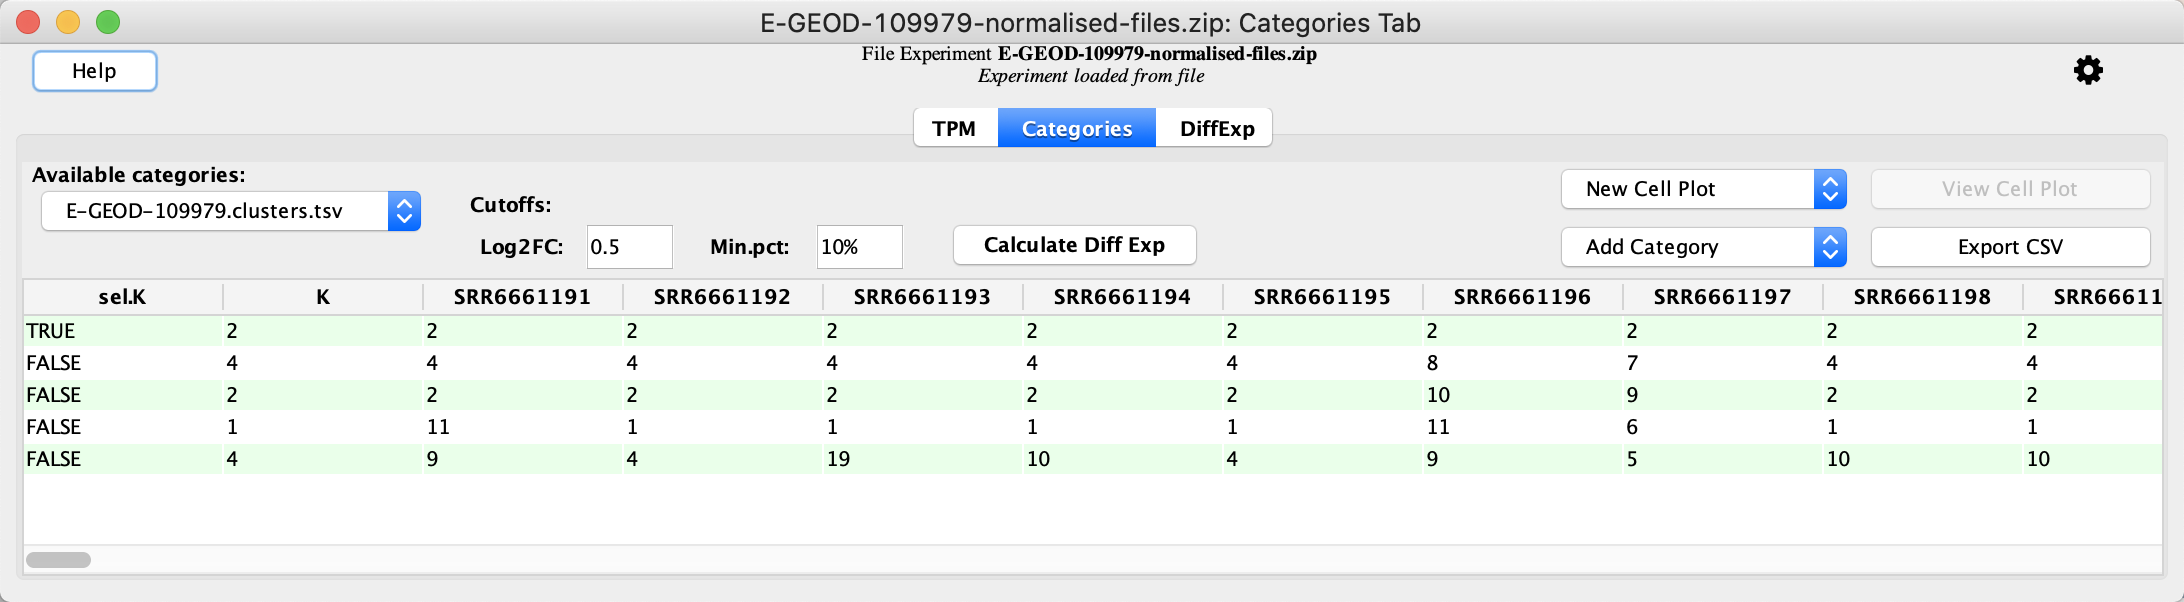 E-GEOD-109979-normalised-files.zip: Categories Tab
Help
File Experiment E-GEOD-109979-normalised-files.zip
Experiment loaded from file
TPM Categories DiffExp
Available categories:
E-GEOD-109979.clusters.tsv
Cutoffs:
Log2FC: 0.5 Min.pct: 10% Calculate Diff Exp
New Cell Plot View Cell Plot
Add Category Export CSV
sel.K K SRR6661191 SRR6661192 SRR6661193 SRR6661194 SRR6661195 SRR6661196 SRR6661197 SRR6661198 SRR66611
TRUE 2 2 2 2 2 2 2 2 2 2
FALSE 4 4 4 4 4 4 8 7 4 4
FALSE 2 2 2 2 2 2 10 9 2 2
FALSE 1 11 1 1 1 1 11 6 1 1
FALSE 4 9 4 19 10 4 9 5 10 10